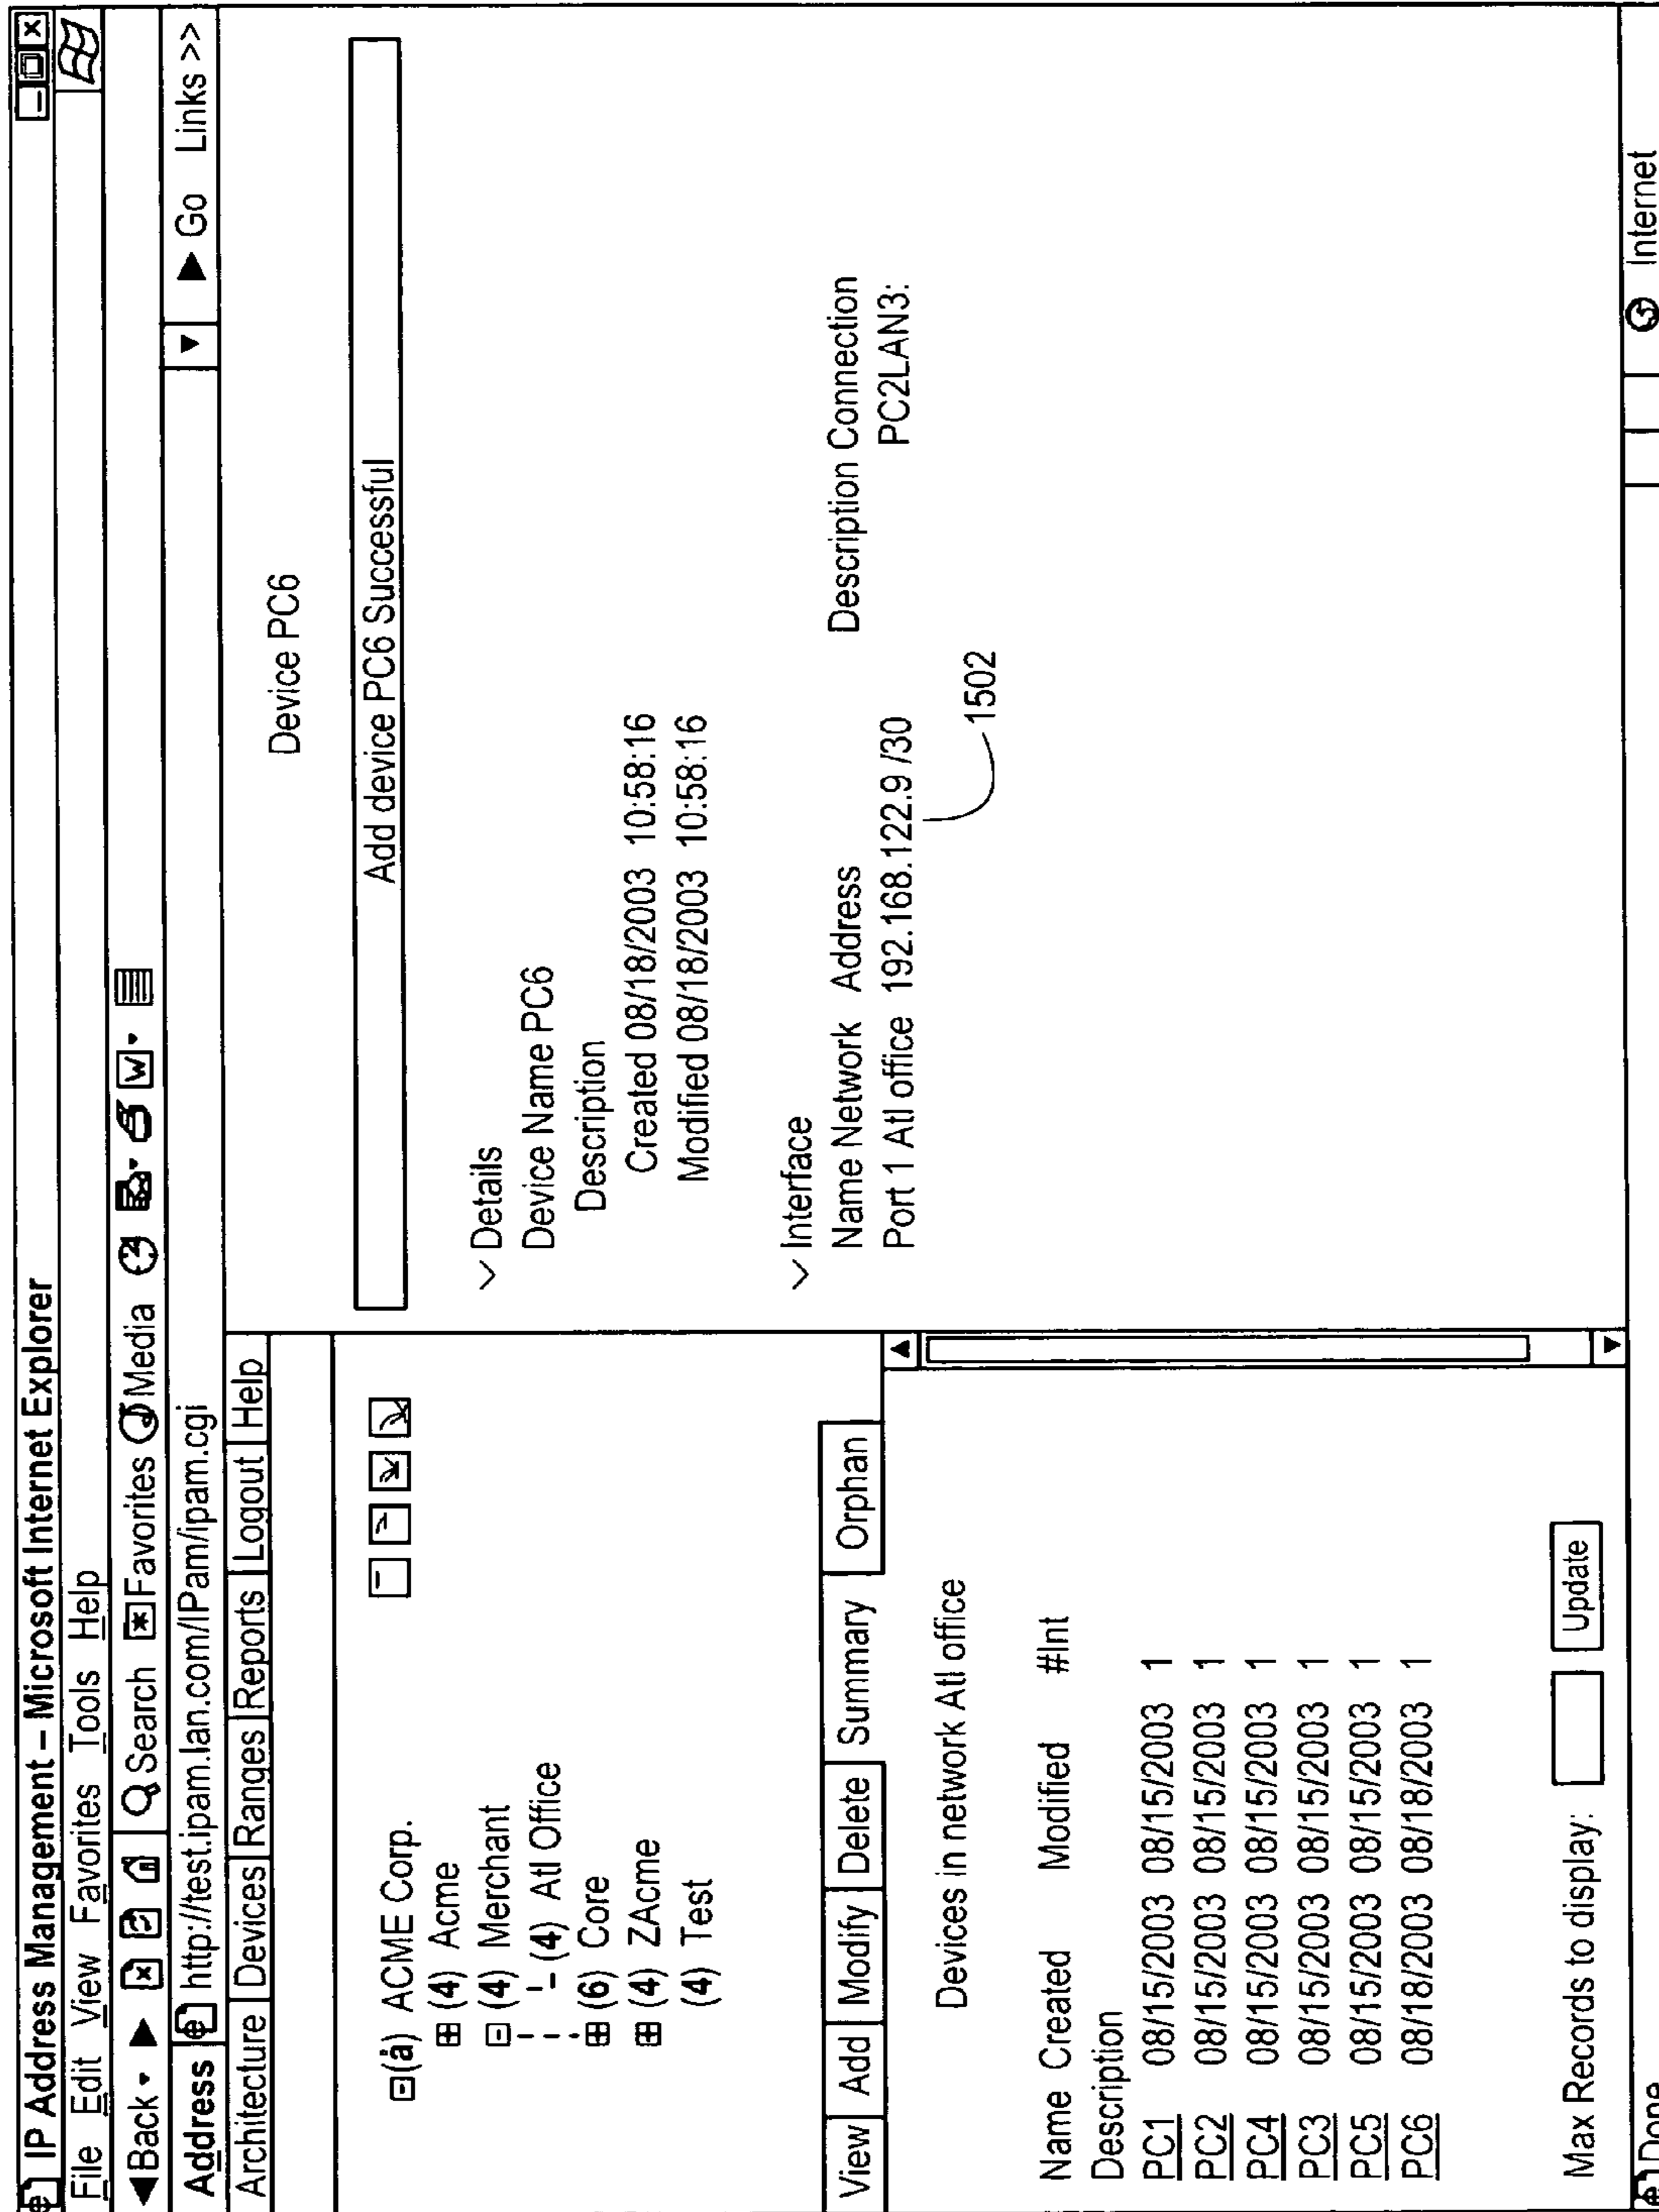 IP Address Management – Microsoft Internet Explorer
File Edit View Favorites Tools Help
Back Search Favorites Media W
Address http://test.ipam.lan.com/IPam/ipam.cgi Go Links >>
Architecture Devices Ranges Reports Logout Help
(a) ACME Corp.
(4) Acme
(4) Merchant
(4) Atl Office
(6) Core
(4) ZAcme
(4) Test
View Add Modify Delete Summary Orphan
Devices in network Atl office
Name Created Modified #Int
Description
PC1 08/15/2003 08/15/2003 1
PC2 08/15/2003 08/15/2003 1
PC4 08/15/2003 08/15/2003 1
PC3 08/15/2003 08/15/2003 1
PC5 08/15/2003 08/15/2003 1
PC6 08/18/2003 08/18/2003 1
Max Records to display: Update
Device PC6
Add device PC6 Successful
Details
Device Name PC6
Description
Created 08/18/2003 10:58:16
Modified 08/18/2003 10:58:16
Interface
Name Network Address Description Connection
Port 1 Atl office 192.168.122.9 /30 PC2LAN3:
1502
Done Internet